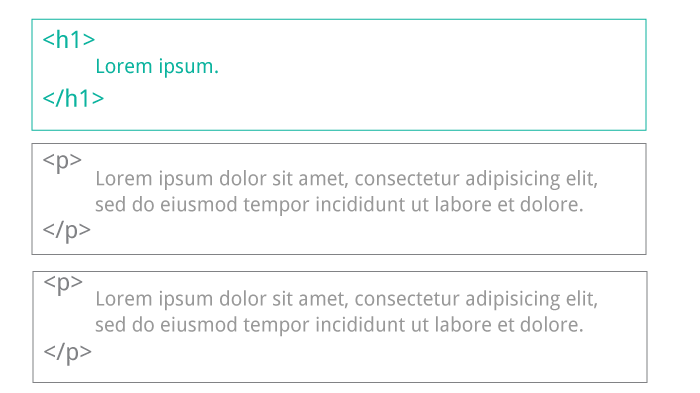 <h1>
Lorem ipsum.
</h1>
<p>
Lorem ipsum dolor sit amet, consectetur adipisicing elit,
sed do eiusmod tempor incididunt ut labore et dolore.
</p>
<p>
Lorem ipsum dolor sit amet, consectetur adipisicing elit,
sed do eiusmod tempor incididunt ut labore et dolore.
</p>